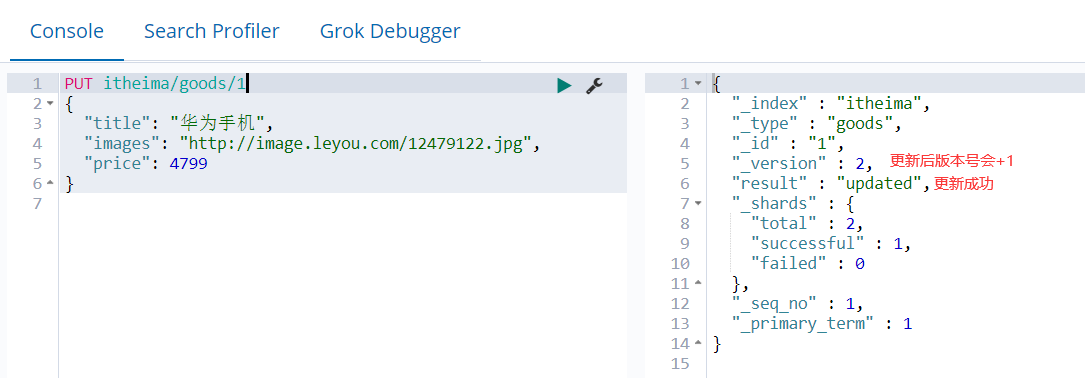 Console Search Profiler Grok Debugger
1 PUT itheima/goods/1
2 {
3 "title": "华为手机",
4 "images": "http://image.leyou.com/12479122.jpg",
5 "price": 4799
6 }
7
1 {
2 "_index" : "itheima",
3 "_type" : "goods",
4 "_id" : "1",
5 "_version" : 2, 更新后版本号会+1
6 "result" : "updated", 更新成功
7 "_shards" : {
8 "total" : 2,
9 "successful" : 1,
10 "failed" : 0
11 },
12 "_seq_no" : 1,
13 "_primary_term" : 1
14 }
15